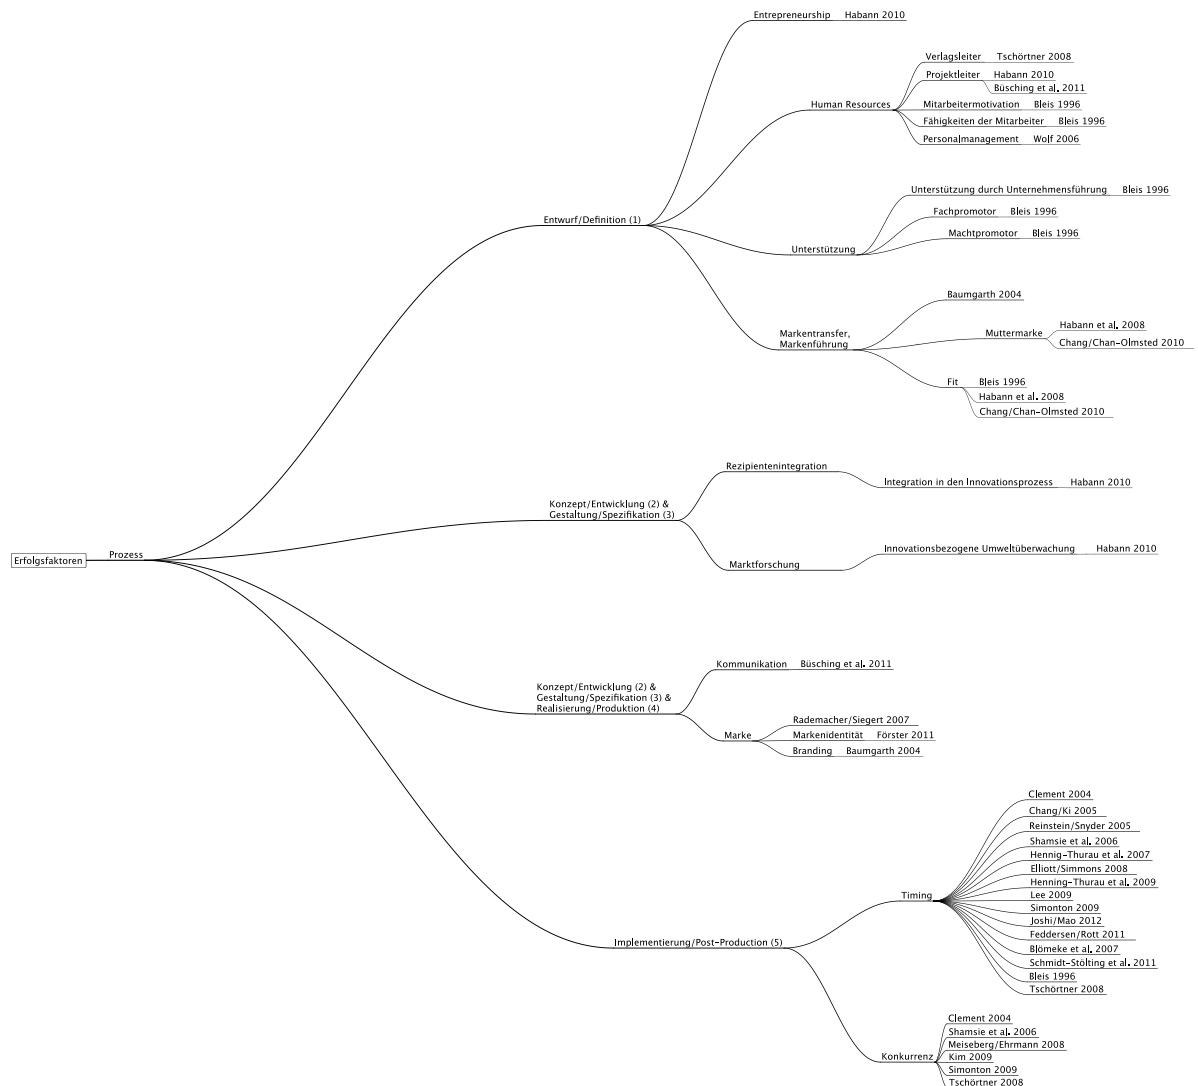 Erfolgsfaktoren
Prozess
Entwurf/Definition (1)
Entrepreneurship Habann 2010
Human Resources
Verlagsleiter Tschörtner 2008
Projektleiter Habann 2010
Büsching et al. 2011
Mitarbeitermotivation Bleis 1996
Fähigkeiten der Mitarbeiter Bleis 1996
Personalmanagement Wolf 2006
Unterstützung
Unterstützung durch Unternehmensführung Bleis 1996
Fachpromotor Bleis 1996
Machtpromotor Bleis 1996
Markentransfer,
Markenführung
Baumgarth 2004
Muttermarke
Habann et al. 2008
Chang/Chan-Olmsted 2010
Fit Bleis 1996
Habann et al. 2008
Chang/Chan-Olmsted 2010
Konzept/Entwicklung (2) &
Gestaltung/Spezifikation (3)
Rezipientenintegration
Integration in den Innovationsprozess Habann 2010
Marktforschung
Innovationsbezogene Umweltüberwachung Habann 2010
Konzept/Entwicklung (2) &
Gestaltung/Spezifikation (3) &
Realisierung/Produktion (4)
Kommunikation Büsching et al. 2011
Marke
Rademacher/Siegert 2007
Markenidentität Förster 2011
Branding Baumgarth 2004
Implementierung/Post-Production (5)
Timing
Clement 2004
Chang/Ki 2005
Reinstein/Snyder 2005
Shamsie et al. 2006
Hennig-Thurau et al. 2007
Elliott/Simmons 2008
Henning-Thurau et al. 2009
Lee 2009
Simonton 2009
Joshi/Mao 2012
Feddersen/Rott 2011
Blömeke et al. 2007
Schmidt-Stölting et al. 2011
Bleis 1996
Tschörtner 2008
Konkurrenz
Clement 2004
Shamsie et al. 2006
Meiseberg/Ehrmann 2008
Kim 2009
Simonton 2009
Tschörtner 2008